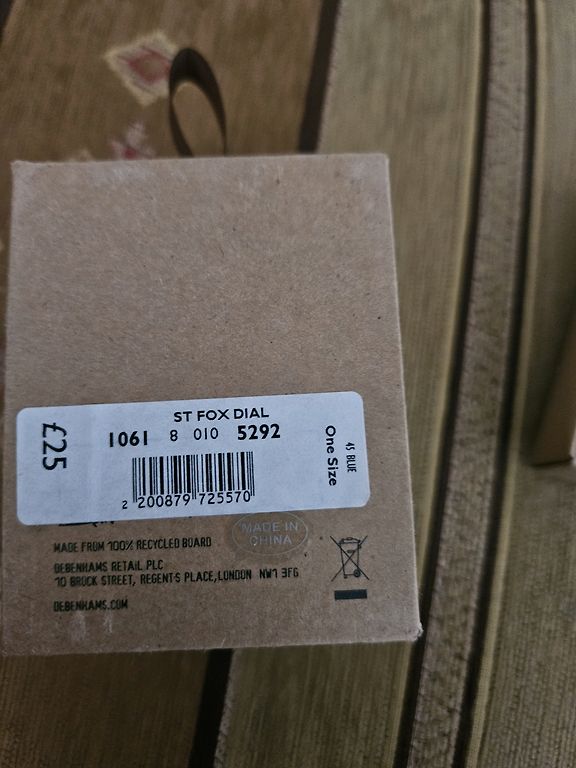 ST FOX DIAL
£25
1061 8 010 5292
45 BLUE
One Size
2 200879 725570
MADE IN
CHINA
MADE FROM 100% RECYCLED BOARD
DEBENHAMS RETAIL PLC
10 BROCK STREET, REGENT'S PLACE, LONDON NW1 3FG
DEBENHAMS.COM